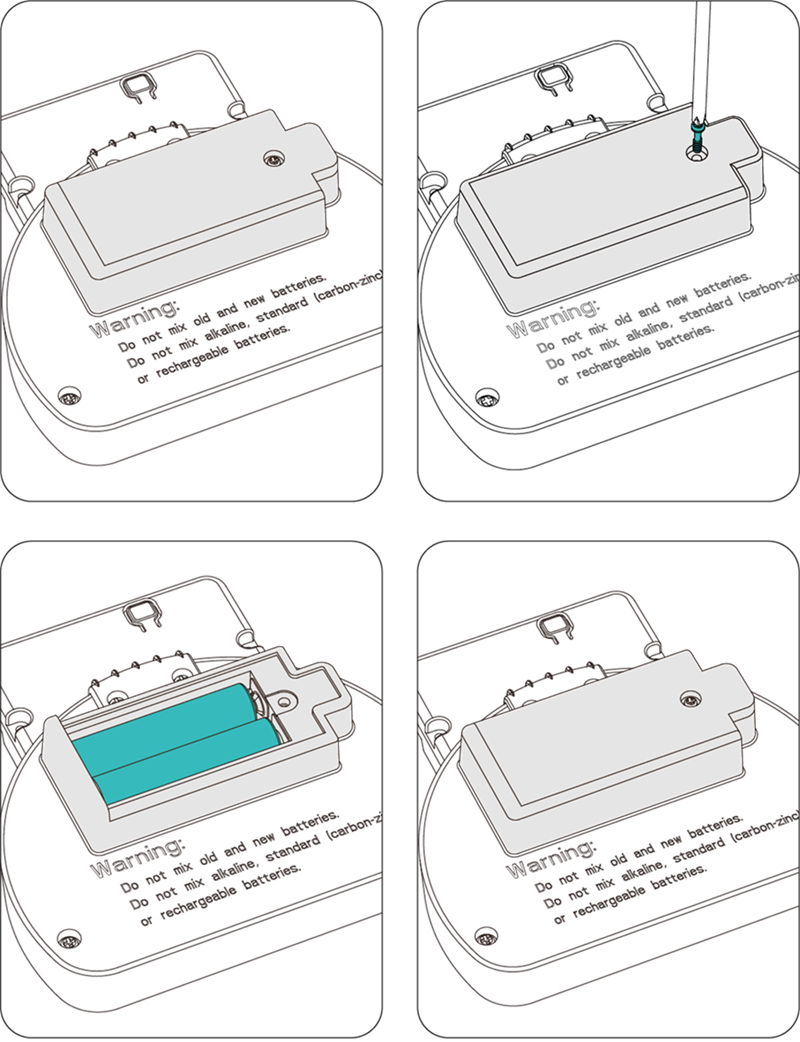 Warning:
Do not mix old and new batteries.
Do not mix alkaline, standard (carbon-zinc)
or rechargeable batteries.
Warning:
Do not mix old and new batteries.
Do not mix alkaline, standard (carbon-zin
or rechargeable batteries.
Warning:
Do not mix old and new batteries.
Do not mix alkaline, standard (carbon-zi
or rechargeable batteries.
Warning:
Do not mix old and new batteries.
Do not mix alkaline, standard (carbon-zinc
or rechargeable batteries.